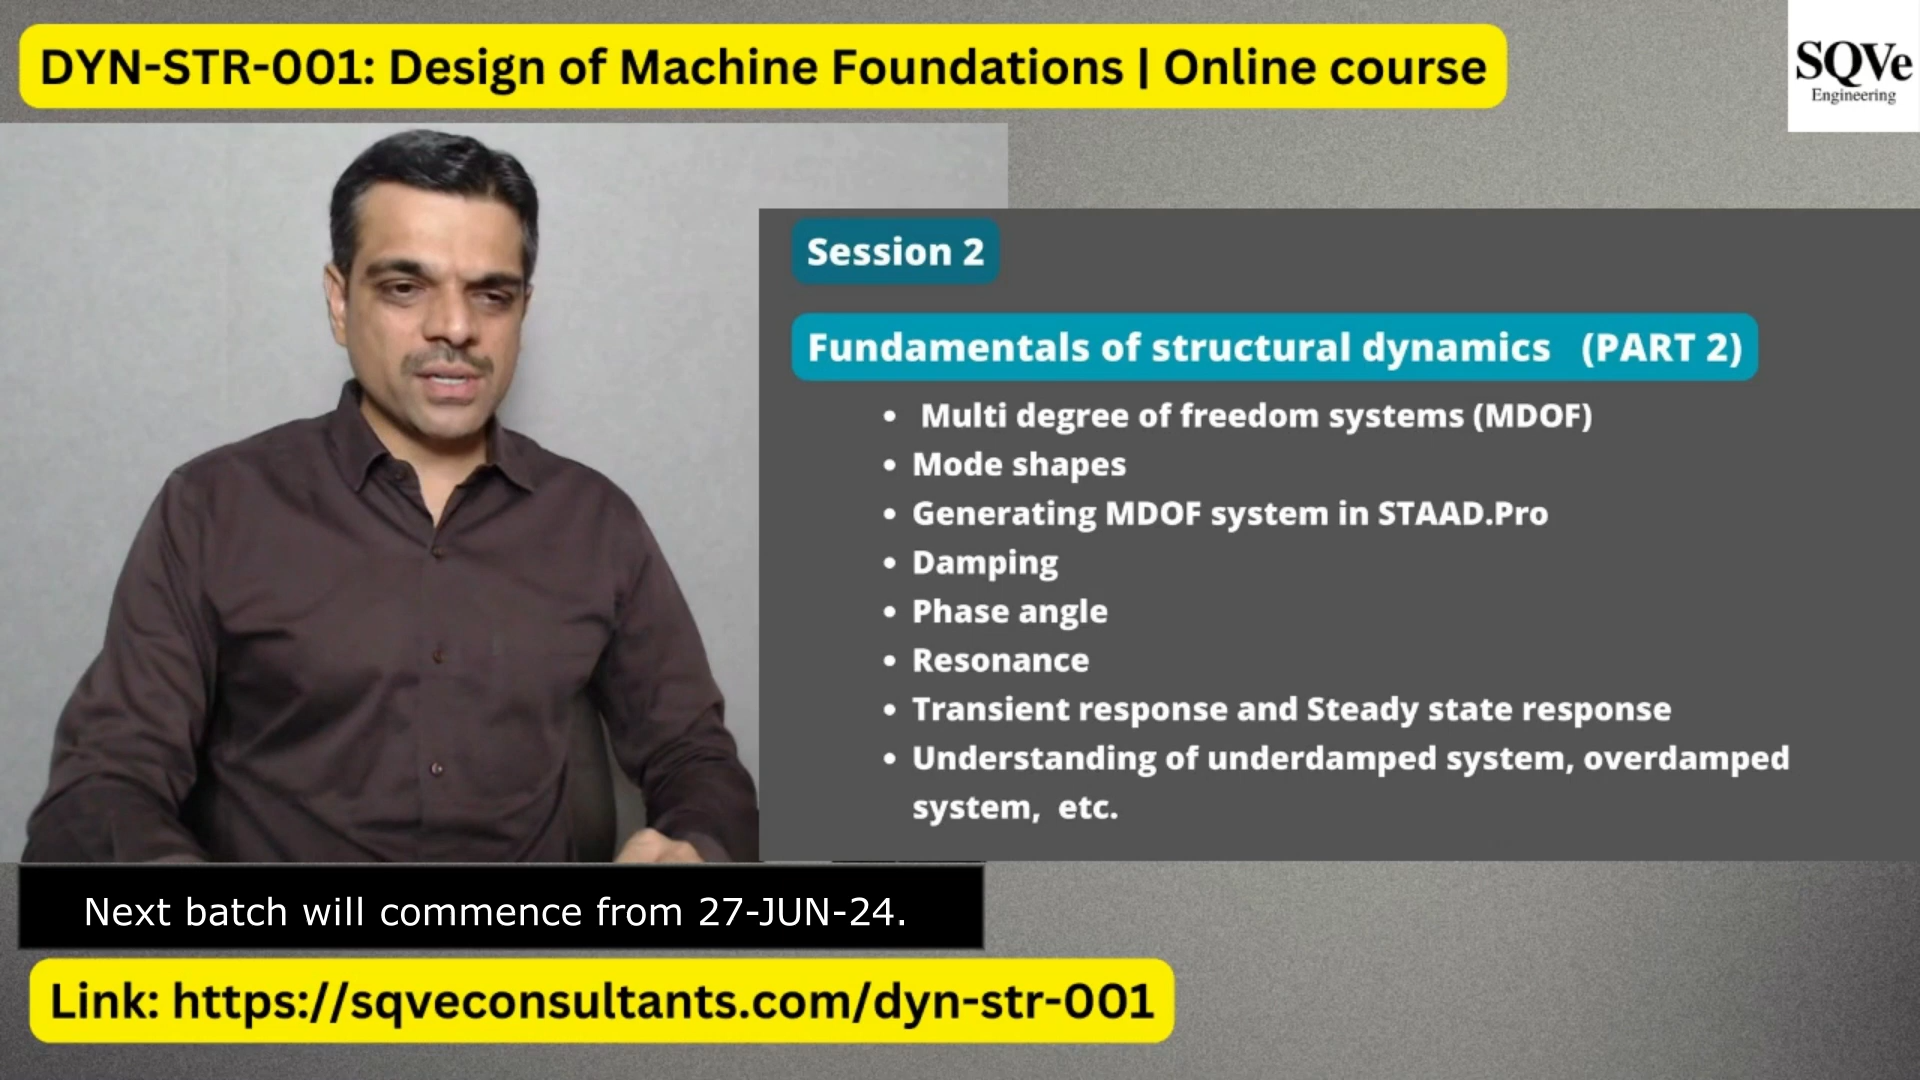 DYN-STR-001: Design of Machine Foundations | Online course
SQVe
Engineering
Session 2
Fundamentals of structural dynamics (PART 2)
• Multi degree of freedom systems (MDOF)
• Mode shapes
• Generating MDOF system in STAAD.Pro
• Damping
• Phase angle
• Resonance
• Transient response and Steady state response
• Understanding of underdamped system, overdamped
system, etc.
Next batch will commence from 27-JUN-24.
Link: https://sqveconsultants.com/dyn-str-001